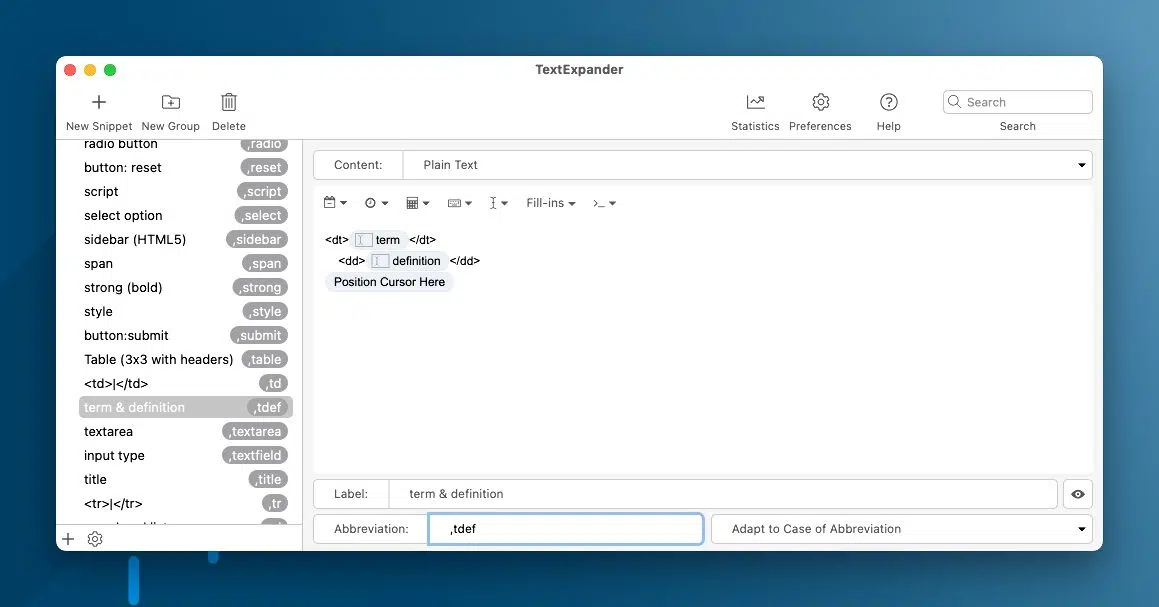 TextExpander
New Snippet New Group Delete Statistics Preferences Help Search
Search
radio button ,radio
button: reset ,reset
script ,script
select option ,select
sidebar (HTML5) ,sidebar
span ,span
strong (bold) ,strong
style ,style
button:submit ,submit
Table (3x3 with headers) ,table
<td>|</td> ,td
term & definition ,tdef
textarea ,textarea
input type ,textfield
title ,title
<tr>|</tr> ,tr
Content: Plain Text
Fill-ins
<dt> term </dt>
<dd> definition </dd>
Position Cursor Here
Label: term & definition
Abbreviation: ,tdef Adapt to Case of Abbreviation